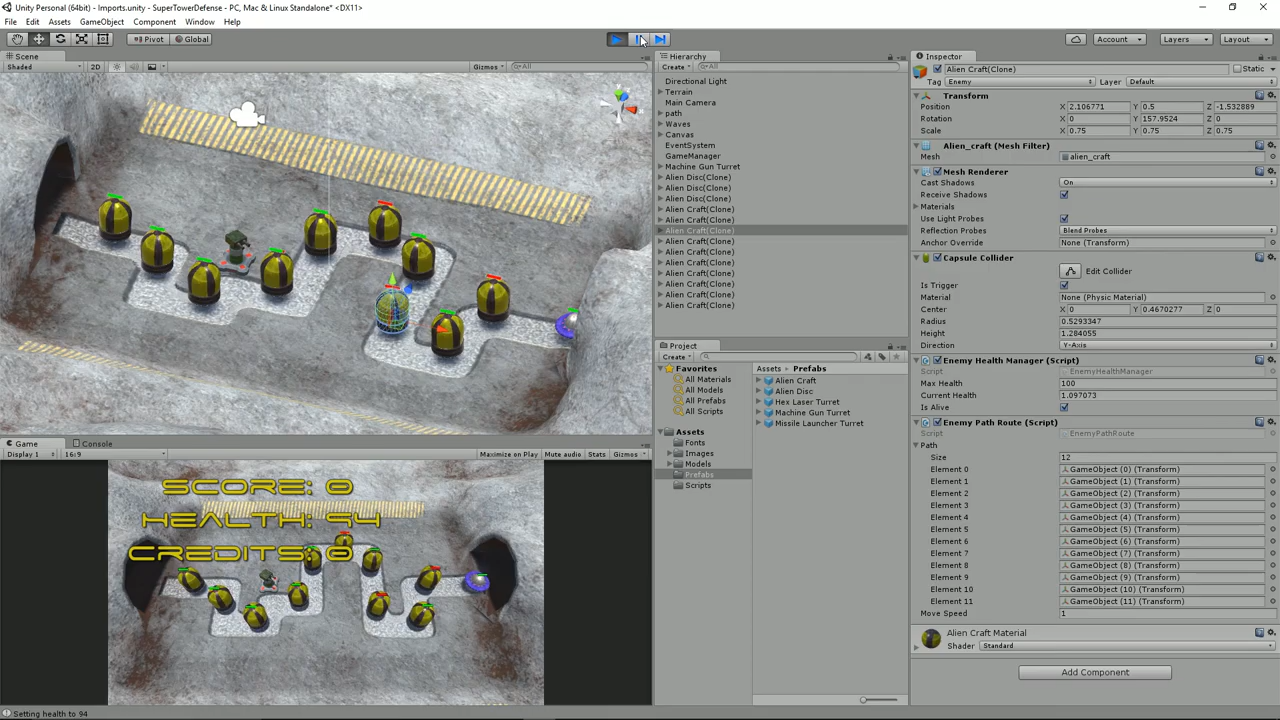 Unity Personal (64bit) - Imports.unity - SuperTowerDefense - PC, Mac & Linux Standalone* <DX11>
File Edit Assets GameObject Component Window Help
Pivot Global Account Layers Layout
Scene
Shaded 2D Gizmos All
Hierarchy
Create All
Directional Light
Terrain
Main Camera
path
Waves
Canvas
EventSystem
GameManager
Machine Gun Turret
Alien Disc(Clone)
Alien Disc(Clone)
Alien Disc(Clone)
Alien Craft(Clone)
Alien Craft(Clone)
Alien Craft(Clone)
Alien Craft(Clone)
Alien Craft(Clone)
Alien Craft(Clone)
Alien Craft(Clone)
Alien Craft(Clone)
Alien Craft(Clone)
Alien Craft(Clone)
Project
Create
Favorites
All Materials
All Models
All Prefabs
All Scripts
Assets
Fonts
Images
Models
Prefabs
Scripts
Assets Prefabs
Alien Craft
Alien Disc
Hex Laser Turret
Machine Gun Turret
Missile Launcher Turret
Inspector
Alien Craft(Clone) Static
Tag Enemy Layer Default
Transform
Position X 2.106771 Y 0.5 Z -1.532889
Rotation X 0 Y 157.9524 Z 0
Scale X 0.75 Y 0.75 Z 0.75
Alien_craft (Mesh Filter)
Mesh alien_craft
Mesh Renderer
Cast Shadows On
Receive Shadows
Materials
Use Light Probes
Reflection Probes Blend Probes
Anchor Override None (Transform)
Capsule Collider
Edit Collider
Is Trigger
Material None (Physic Material)
Center X 0 Y 0.4670277 Z 0
Radius 0.5293347
Height 1.284055
Direction Y-Axis
Enemy Health Manager (Script)
Script EnemyHealthManager
Max Health 100
Current Health 1.097073
Is Alive
Enemy Path Route (Script)
Script EnemyPathRoute
Path
Size 12
Element 0 GameObject (0) (Transform)
Element 1 GameObject (1) (Transform)
Element 2 GameObject (2) (Transform)
Element 3 GameObject (3) (Transform)
Element 4 GameObject (4) (Transform)
Element 5 GameObject (5) (Transform)
Element 6 GameObject (6) (Transform)
Element 7 GameObject (7) (Transform)
Element 8 GameObject (8) (Transform)
Element 9 GameObject (9) (Transform)
Element 10 GameObject (10) (Transform)
Element 11 GameObject (11) (Transform)
Move Speed 1
Alien Craft Material
Shader Standard
Add Component
Game Console
Display 1 16:9 Maximize on Play Mute audio Stats Gizmos
SCORE: 0
HEALTH: 94
CREDITS: 0
Setting health to 94